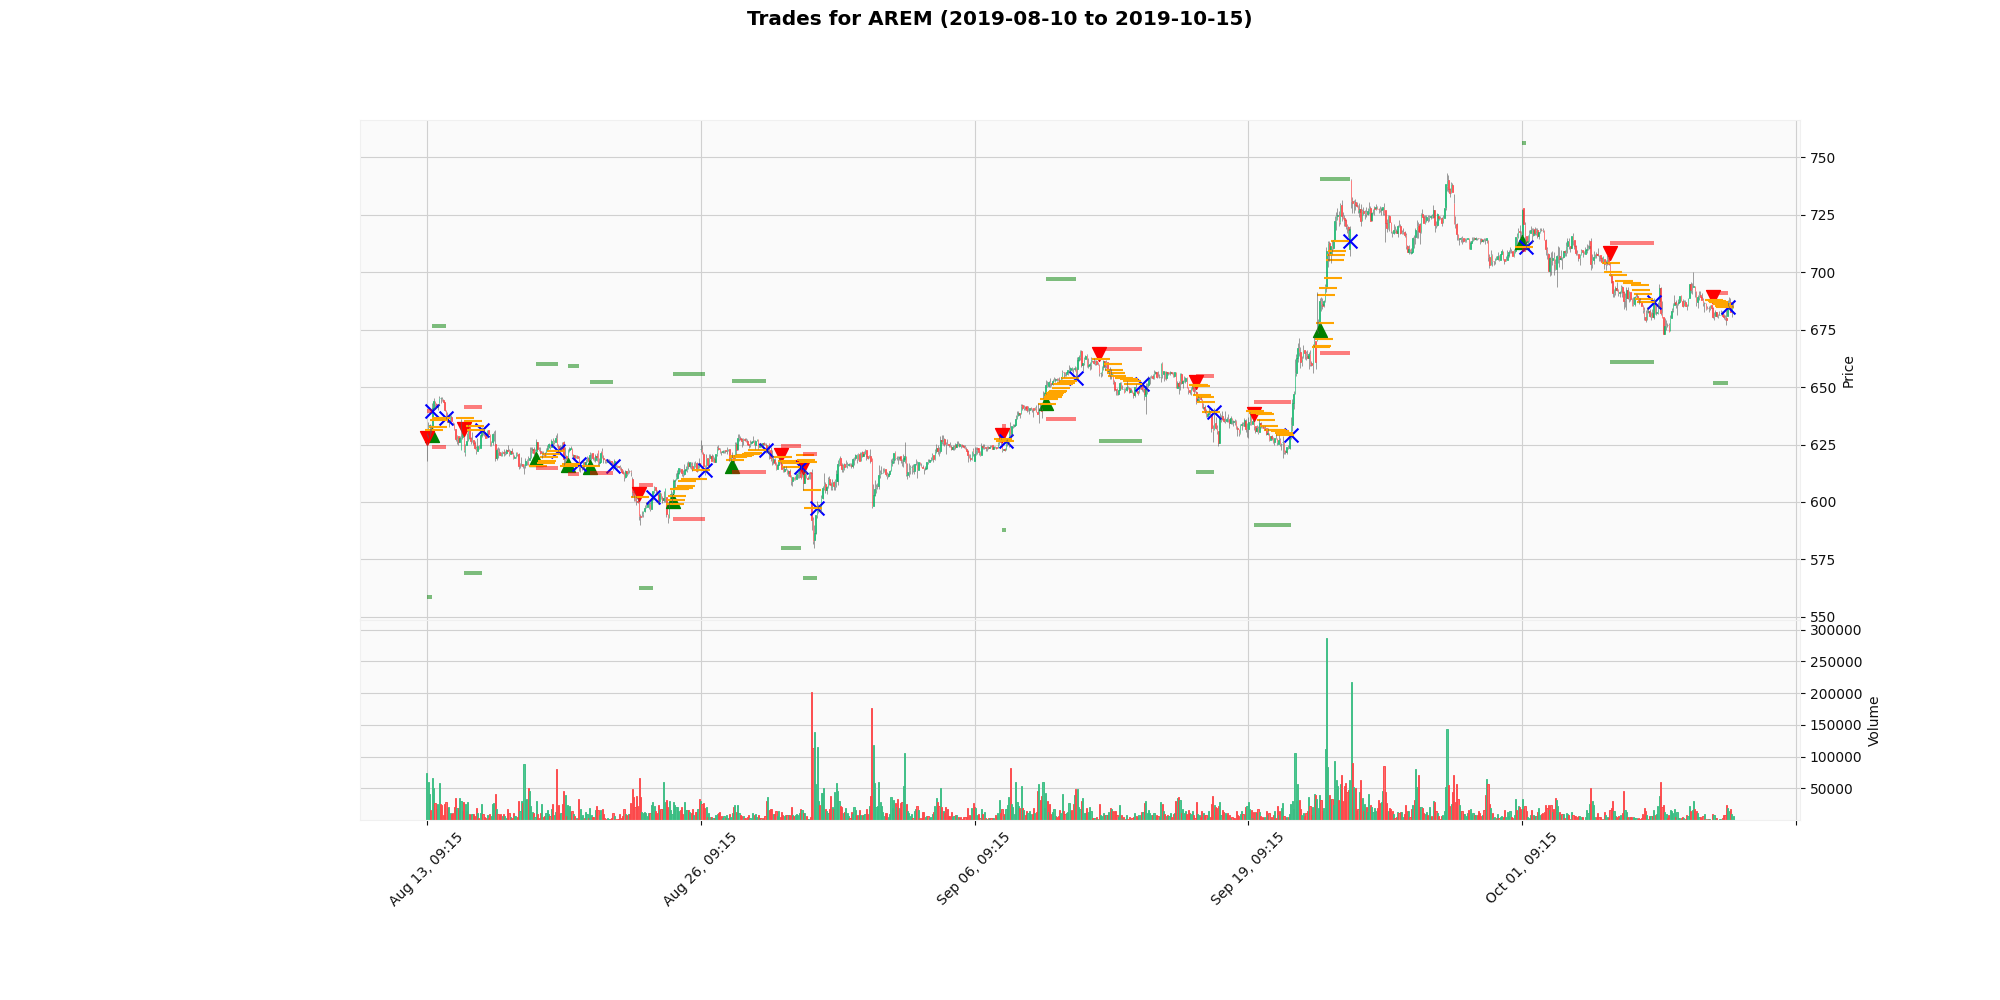 Trades for AREM (2019-08-10 to 2019-10-15)
750
725
700
675
650
625
600
575
550
Price
300000
250000
200000
150000
100000
50000
Volume
Aug 13, 09:15
Aug 26, 09:15
Sep 06, 09:15
Sep 19, 09:15
Oct 01, 09:15